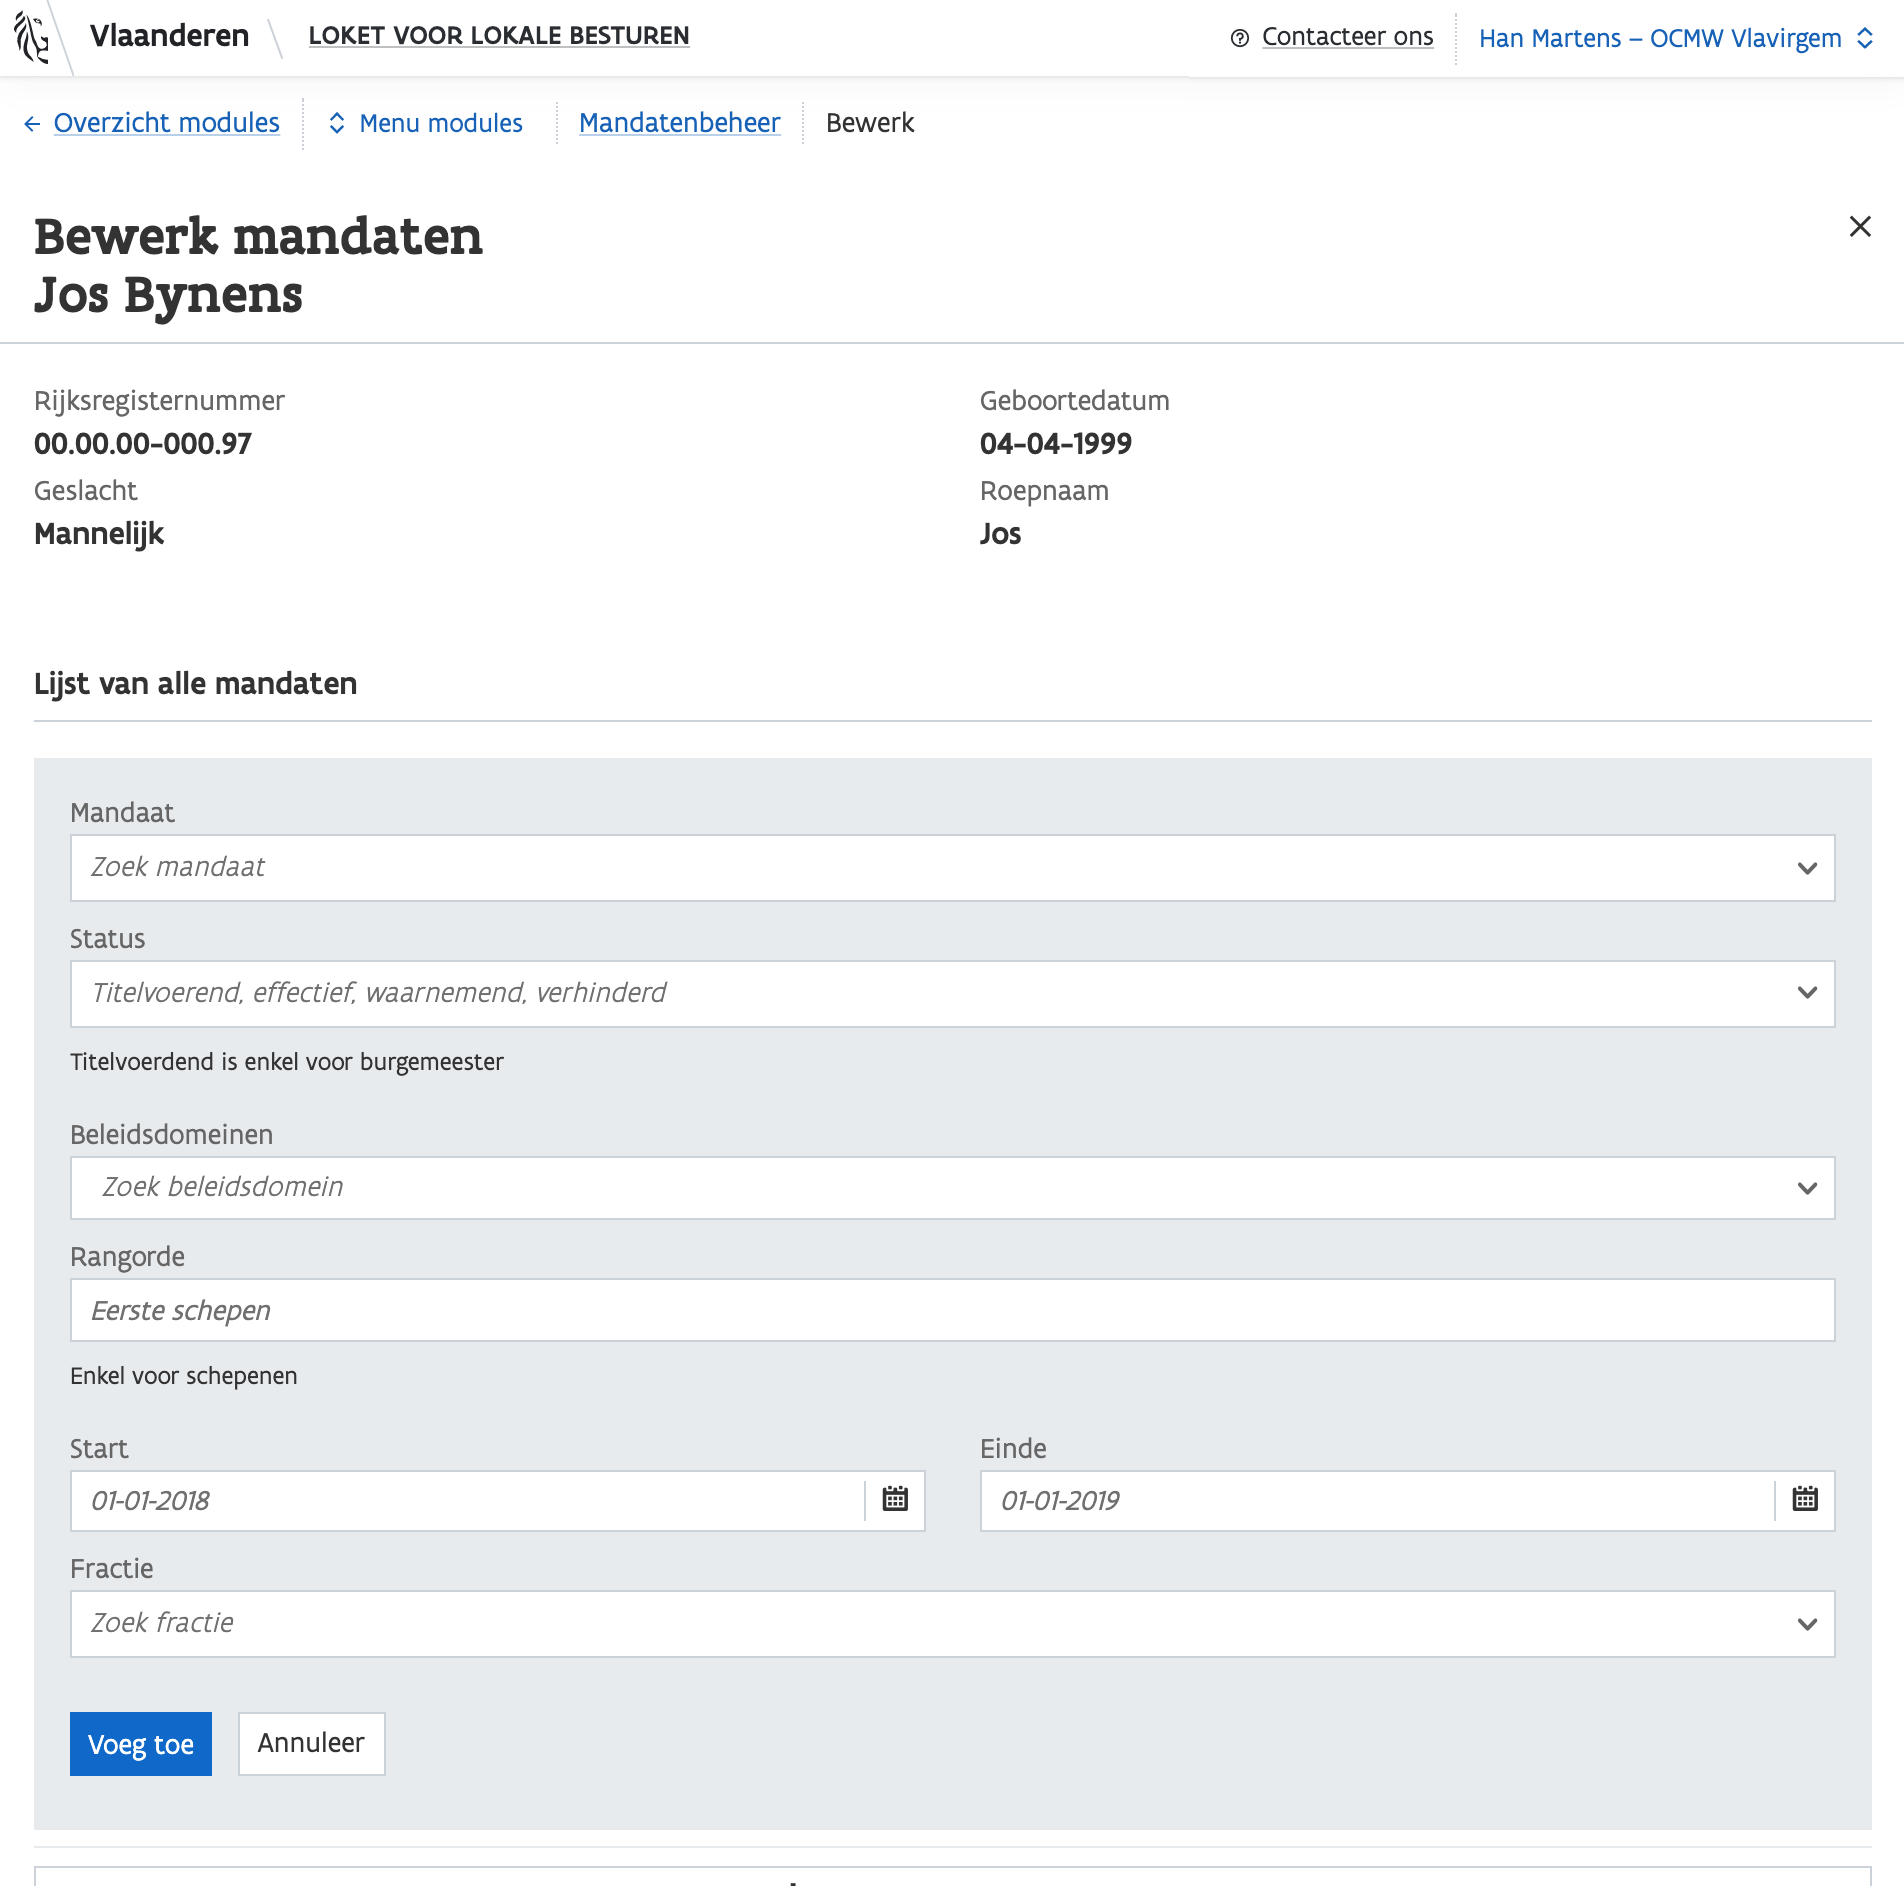 Vlaanderen
LOKET VOOR LOKALE BESTUREN
Contacteer ons
Han Martens – OCMW Vlavirgem
Overzicht modules
Menu modules
Mandatenbeheer
Bewerk
Bewerk mandaten
Jos Bynens
Rijksregisternummer
00.00.00-000.97
Geboortedatum
04-04-1999
Geslacht
Mannelijk
Roepnaam
Jos
Lijst van alle mandaten
Mandaat
Zoek mandaat
Status
Titelvoerend, effectief, waarnemend, verhinderd
Titelvoerdend is enkel voor burgemeester
Beleidsdomeinen
Zoek beleidsdomein
Rangorde
Eerste schepen
Enkel voor schepenen
Start
01-01-2018
Einde
01-01-2019
Fractie
Zoek fractie
Voeg toe
Annuleer